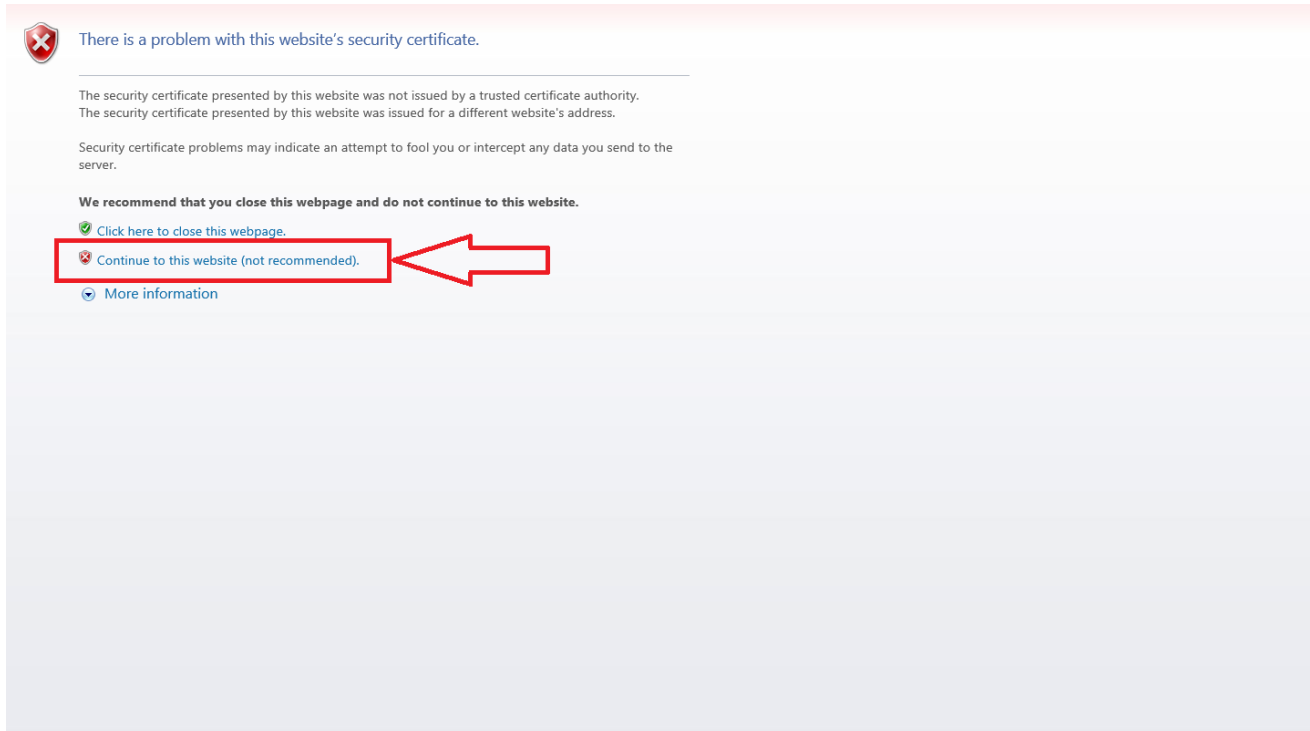 There is a problem with this website's security certificate.
The security certificate presented by this website was not issued by a trusted certificate authority.
The security certificate presented by this website was issued for a different website's address.
Security certificate problems may indicate an attempt to fool you or intercept any data you send to the
server.
We recommend that you close this webpage and do not continue to this website.
Click here to close this webpage.
Continue to this website (not recommended).
More information